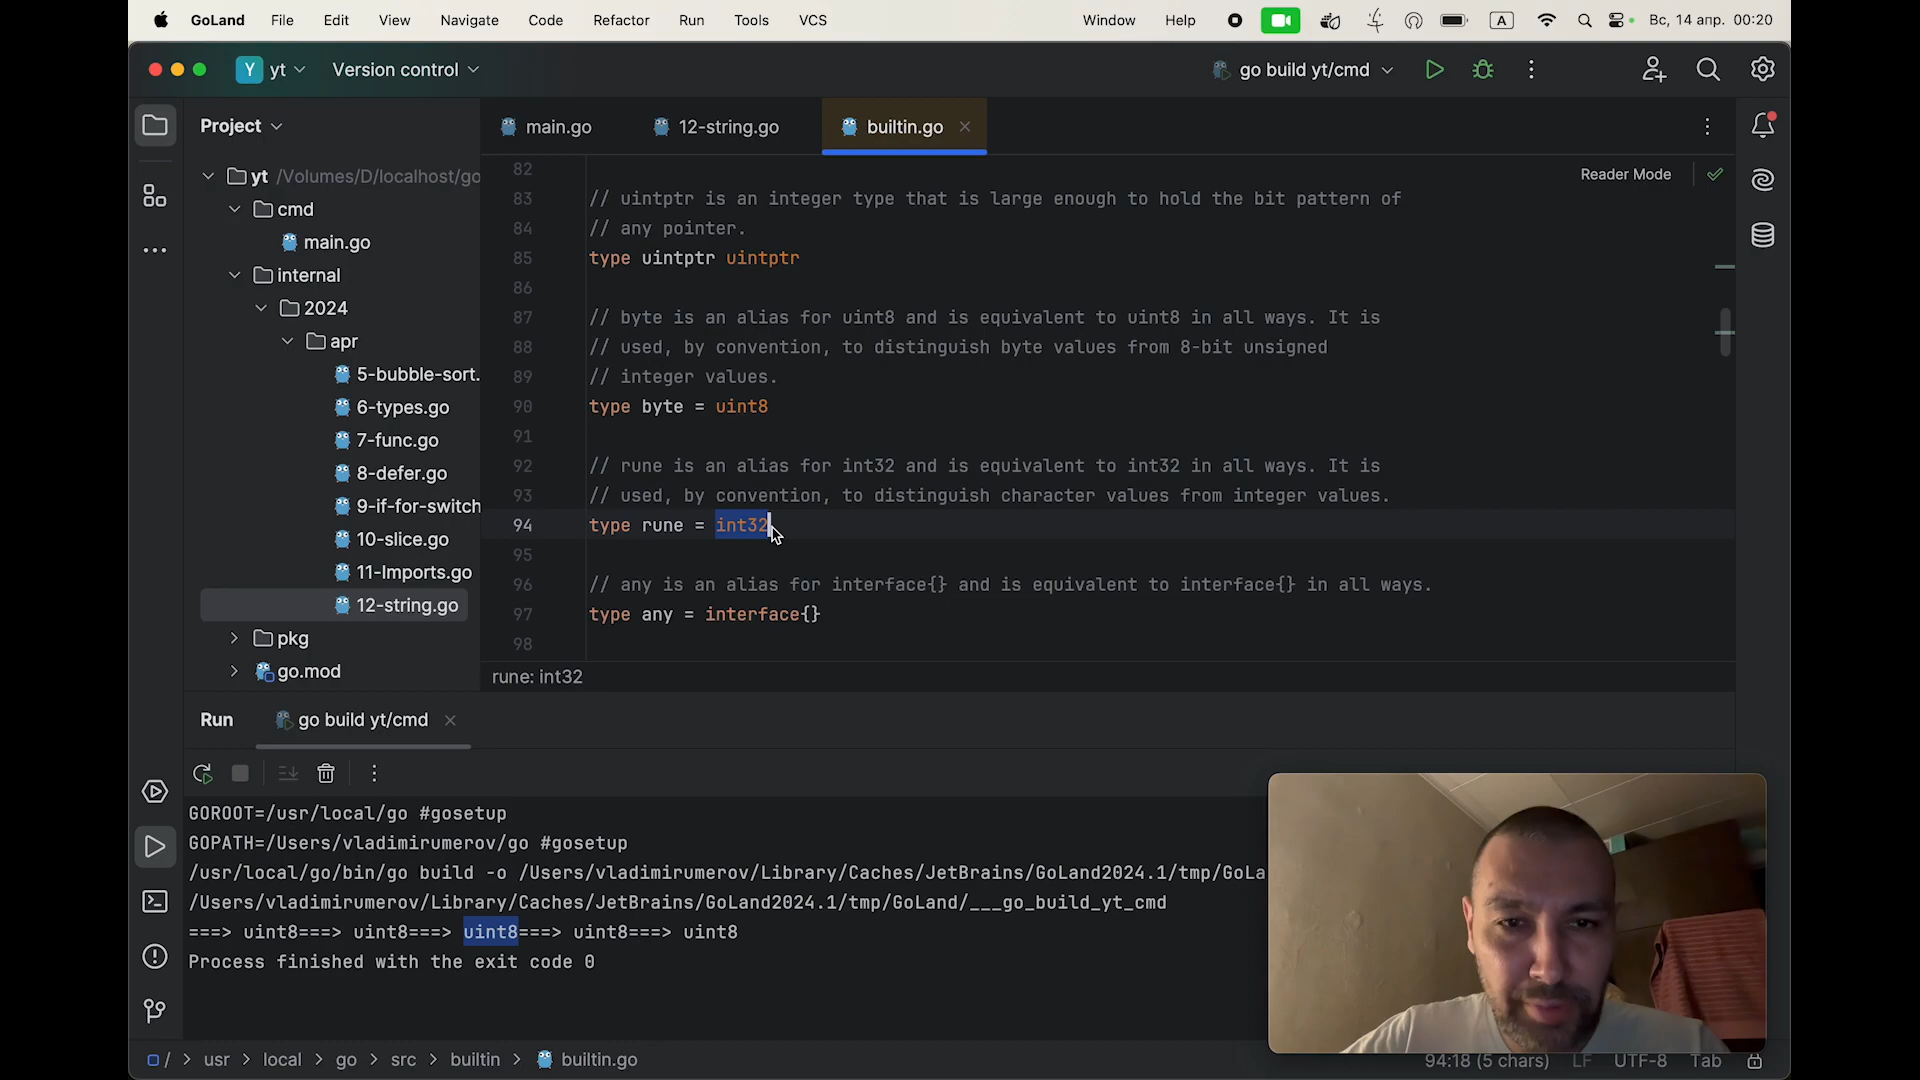 GoLand File Edit View Navigate Code Refactor Run Tools VCS Window Help A Вс, 14 апр. 00:20
Y yt Version control go build yt/cmd
Project main.go 12-string.go builtin.go
Reader Mode
yt /Volumes/D/localhost/go
cmd
main.go
internal
2024
apr
5-bubble-sort.
6-types.go
7-func.go
8-defer.go
9-if-for-switch
10-slice.go
11-Imports.go
12-string.go
pkg
go.mod
82
83 // uintptr is an integer type that is large enough to hold the bit pattern of
84 // any pointer.
85 type uintptr uintptr
86
87 // byte is an alias for uint8 and is equivalent to uint8 in all ways. It is
88 // used, by convention, to distinguish byte values from 8-bit unsigned
89 // integer values.
90 type byte = uint8
91
92 // rune is an alias for int32 and is equivalent to int32 in all ways. It is
93 // used, by convention, to distinguish character values from integer values.
94 type rune = int32
95
96 // any is an alias for interface{} and is equivalent to interface{} in all ways.
97 type any = interface{}
98
rune: int32
Run go build yt/cmd
GOROOT=/usr/local/go #gosetup
GOPATH=/Users/vladimirumerov/go #gosetup
/usr/local/go/bin/go build -o /Users/vladimirumerov/Library/Caches/JetBrains/GoLand2024.1/tmp/GoLa
/Users/vladimirumerov/Library/Caches/JetBrains/GoLand2024.1/tmp/GoLand/___go_build_yt_cmd
===> uint8===> uint8===> uint8===> uint8===> uint8
Process finished with the exit code 0
/ > usr > local > go > src > builtin > builtin.go 94:18 (5 chars) LF UTF-8 Tab